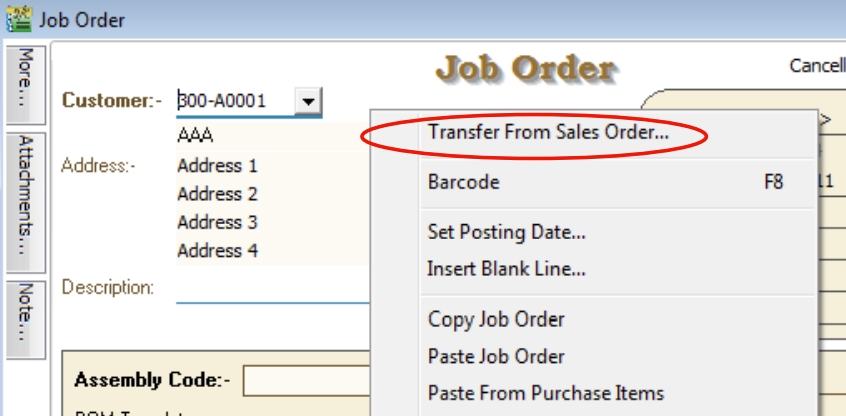 Job Order
Job Order
Cancell
More...
Attachments...
Note...
Customer:- 300-A0001
AAA
Address:- Address 1
Address 2
Address 3
Address 4
Description:
Assembly Code:-
Transfer From Sales Order...
Barcode F8
Set Posting Date...
Insert Blank Line...
Copy Job Order
Paste Job Order
Paste From Purchase Items
>
11